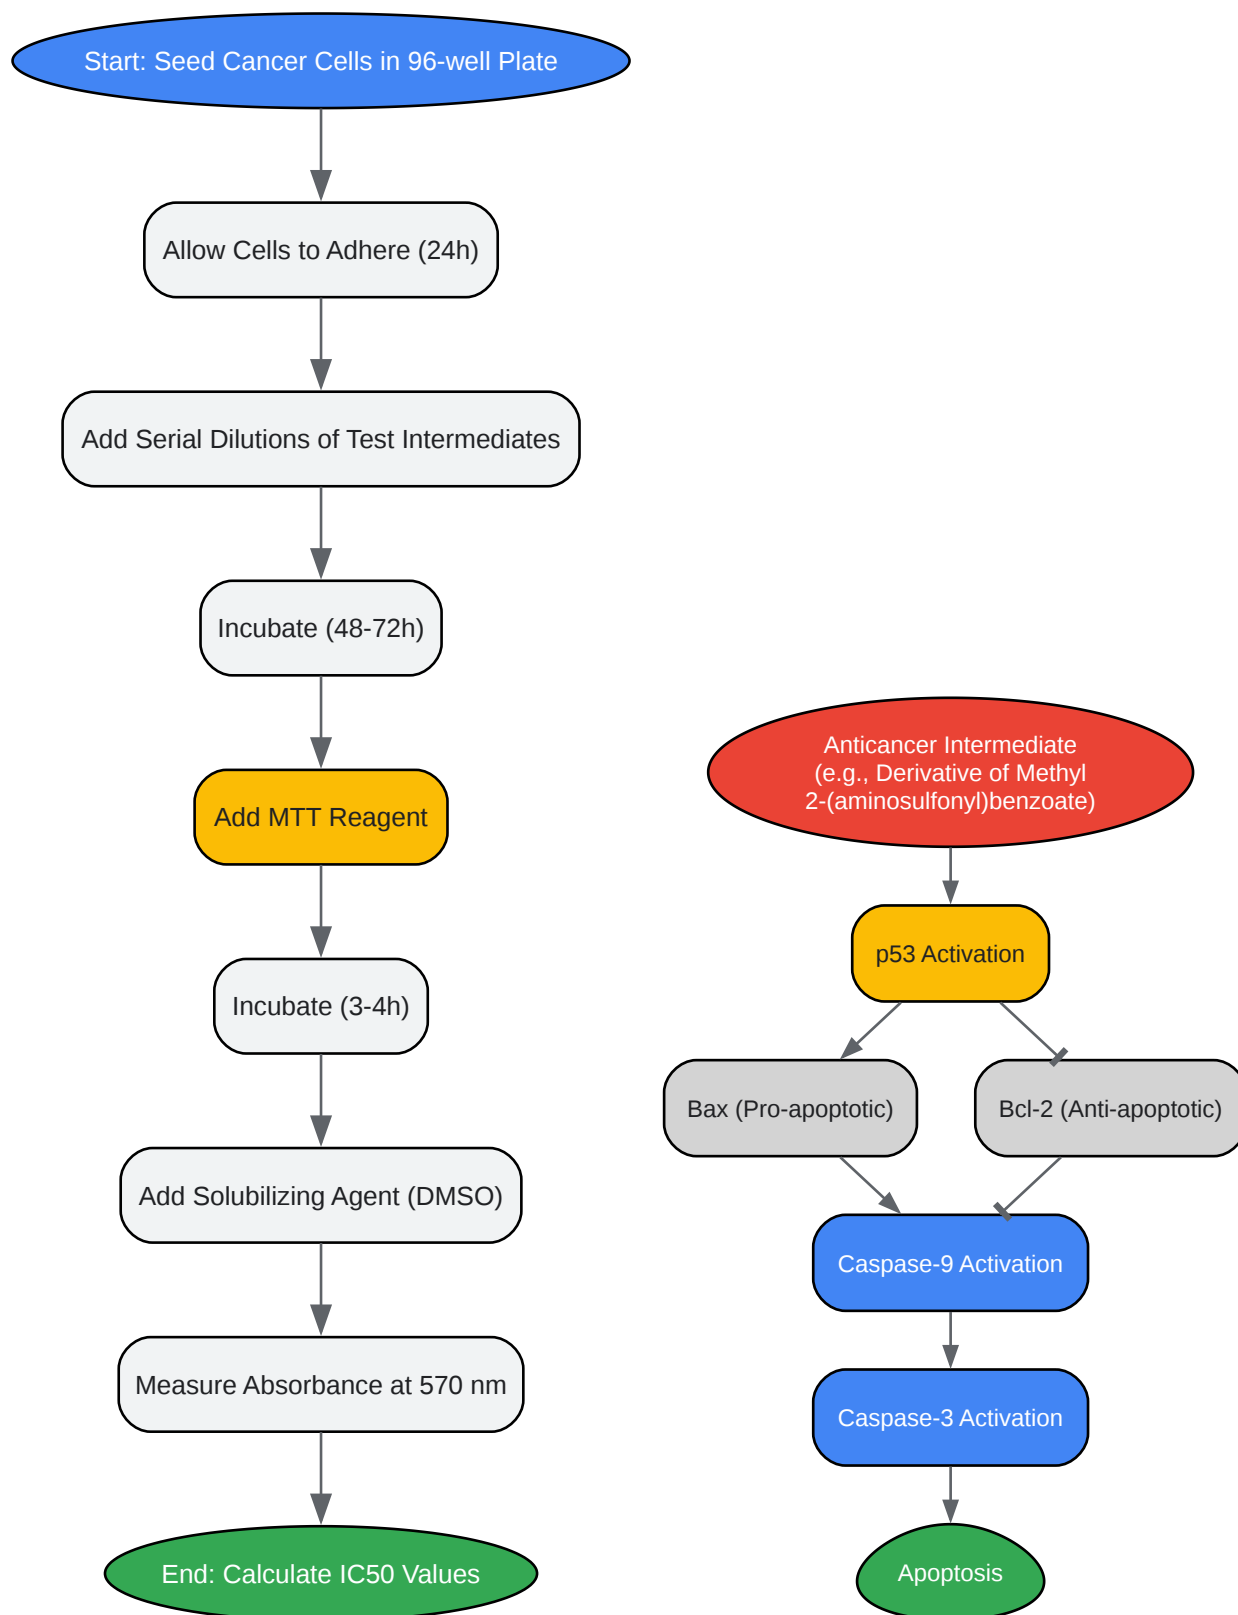 Start: Seed Cancer Cells in 96-well Plate
Allow Cells to Adhere (24h)
Add Serial Dilutions of Test Intermediates
Incubate (48-72h)
Add MTT Reagent
Incubate (3-4h)
Add Solubilizing Agent (DMSO)
Measure Absorbance at 570 nm
End: Calculate IC50 Values
Anticancer Intermediate
(e.g., Derivative of Methyl
2-(aminosulfonyl)benzoate)
p53 Activation
Bax (Pro-apoptotic)
Bcl-2 (Anti-apoptotic)
Caspase-9 Activation
Caspase-3 Activation
Apoptosis